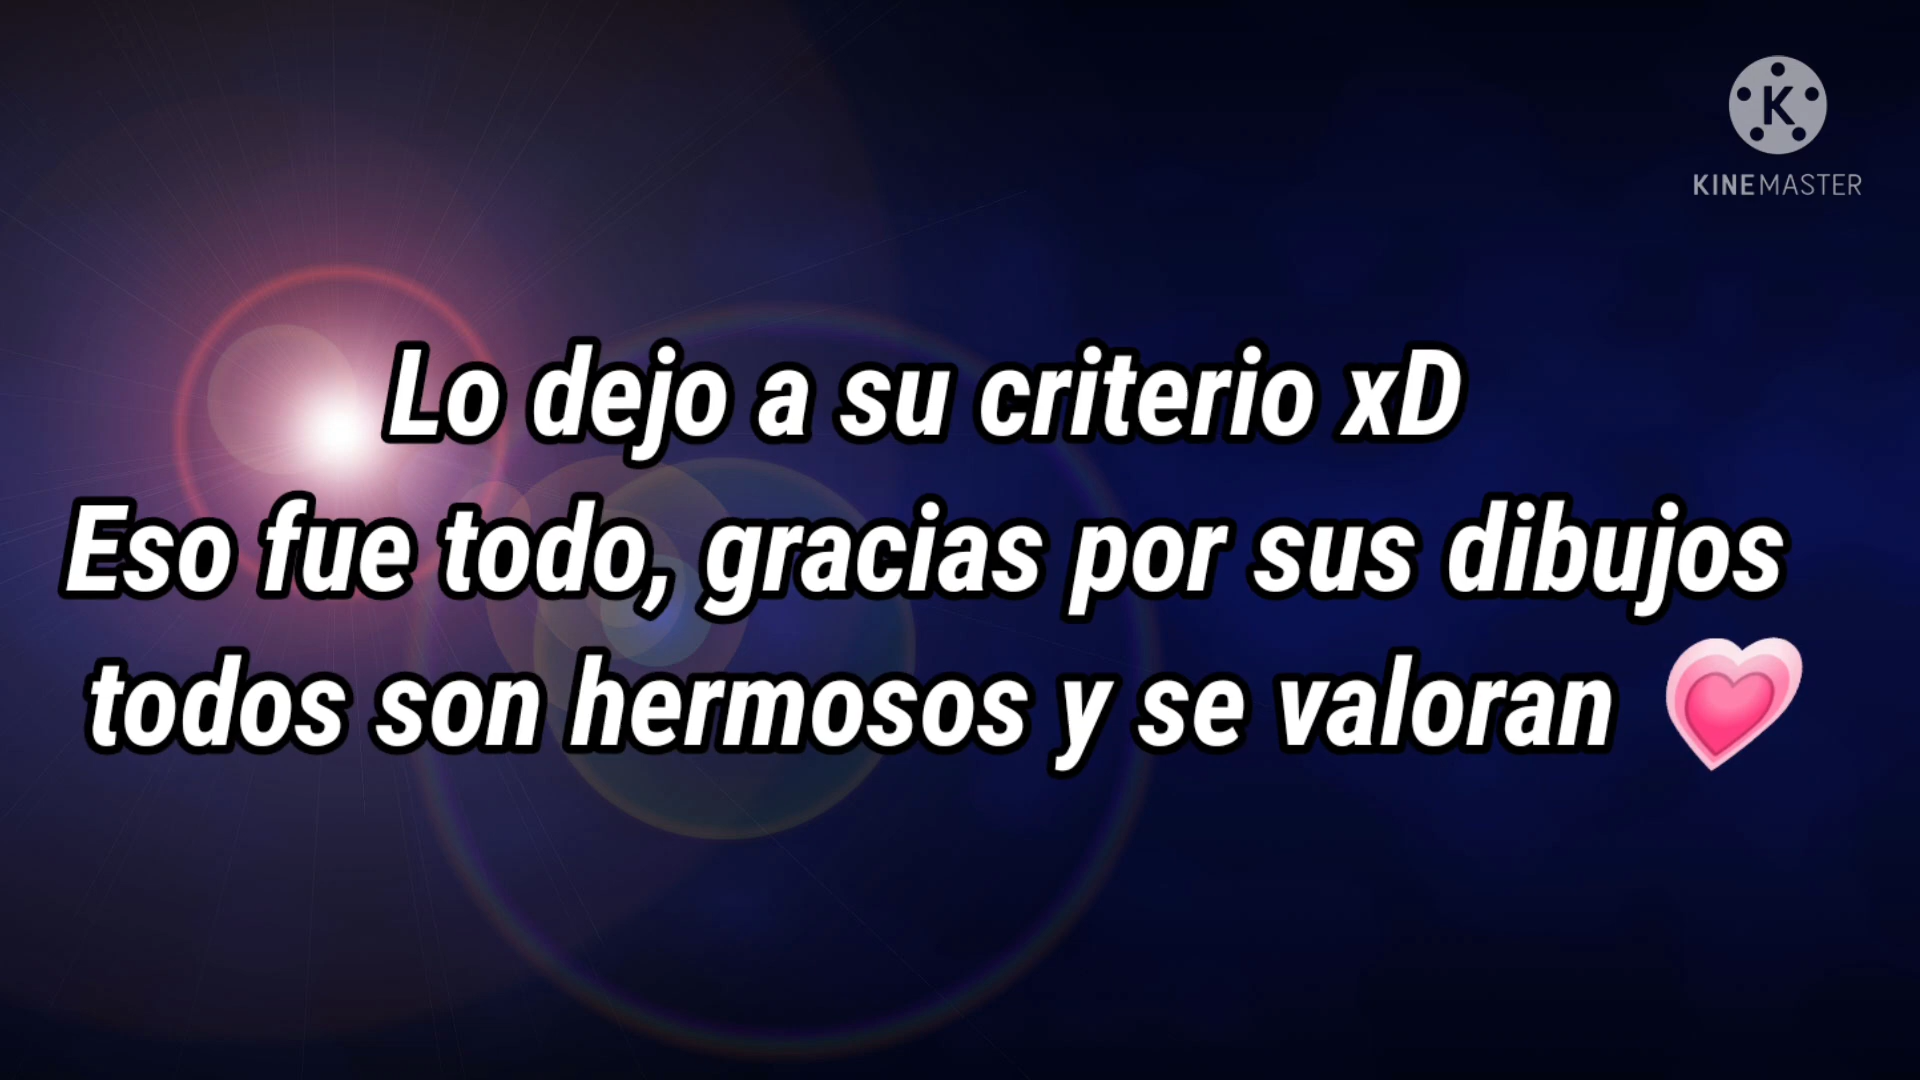 K
KINEMASTER
Lo dejo a su criterio xD
Eso fue todo, gracias por sus dibujos
todos son hermosos y se valoran 💗